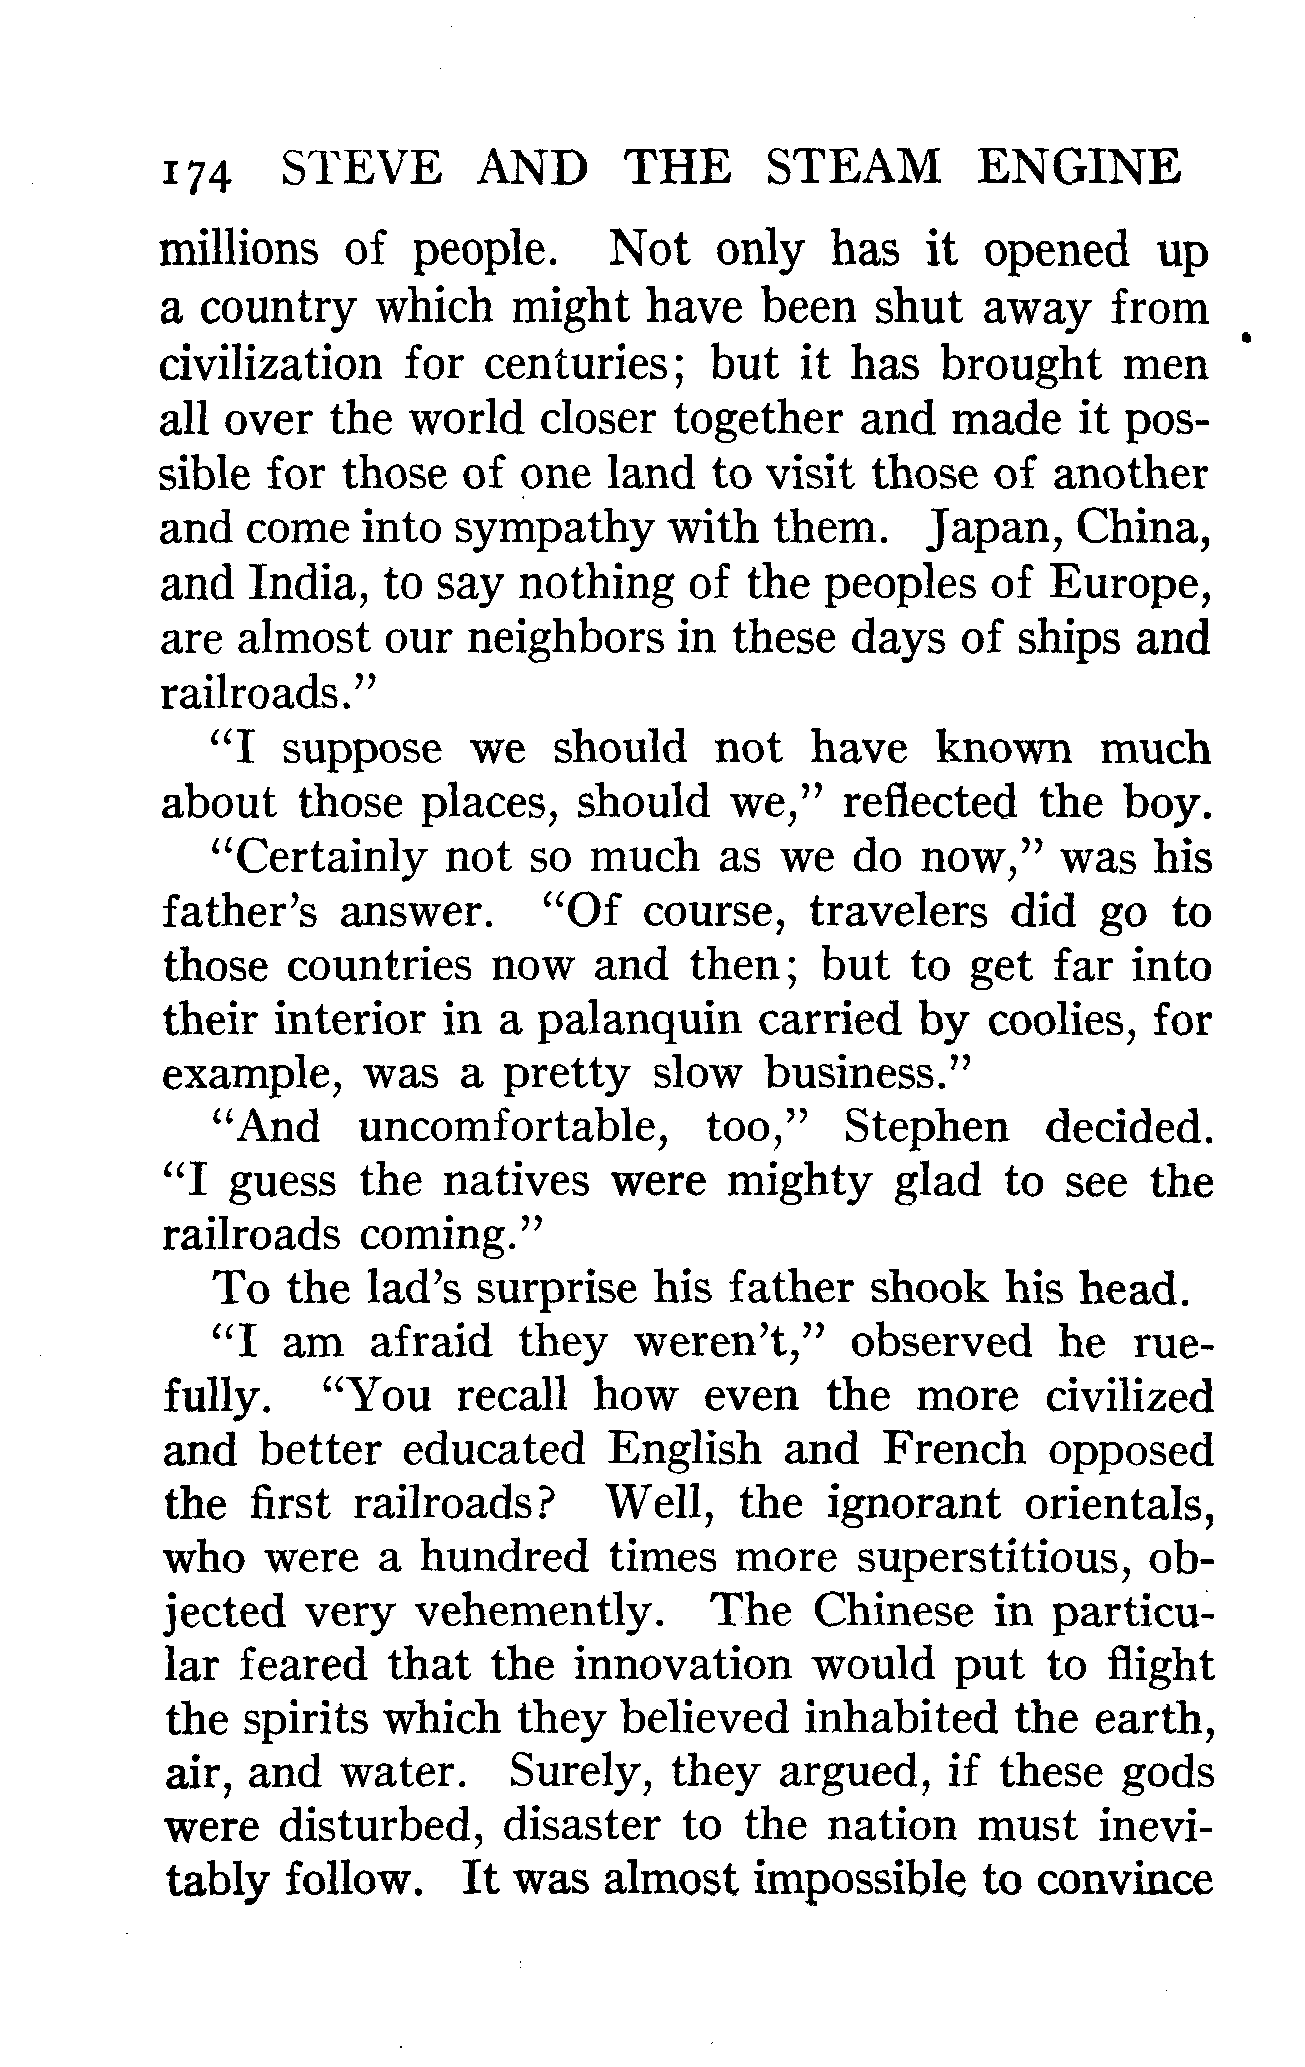 174 STEVE AND THE STEAM ENGINE
millions of people. Not only has it opened up
a country which might have been shut away from
civilization for centuries; but it has brought men
all over the world closer together and made it pos-
sible for those of one land to visit those of another
and come into sympathy with them. Japan, China,
and India, to say nothing of the peoples of Europe,
are almost our neighbors in these days of ships and
railroads.”
“I suppose we should not have known much
about those places, should we,” reflected the boy.
“Certainly not so much as we do now,” was his
father’s answer. “Of course, travelers did go to
those countries now and then; but to get far into
their interior in a palanquin carried by coolies, for
example, was a pretty slow business.”
“And uncomfortable, too,” Stephen decided.
“I guess the natives were mighty glad to see the
railroads coming.”
To the lad’s surprise his father shook his head.
“I am afraid they weren’t,” observed he rue-
fully. “You recall how even the more civilized
and better educated English and French opposed
the first railroads? Well, the ignorant orientals,
who were a hundred times more superstitious, ob-
jected very vehemently. The Chinese in particu-
lar feared that the innovation would put to flight
the spirits which they believed inhabited the earth,
air, and water. Surely, they argued, if these gods
were disturbed, disaster to the nation must inevi-
tably follow. It was almost impossible to convince